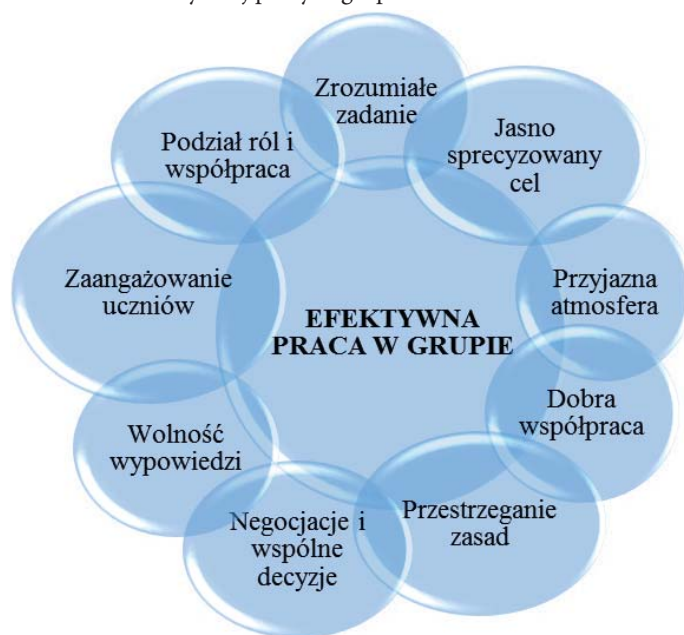 Zrozumiałe
zadanie
Jasno
sprecyzowany
cel
Przyjazna
atmosfera
Dobra
współpraca
Przestrzeganie
zasad
Negocjacje i
wspólne
decyzje
Wolność
wypowiedzi
Zaangażowanie
uczniów
Podział ról i
współpraca
EFEKTYWNA
PRACA W GRUPIE